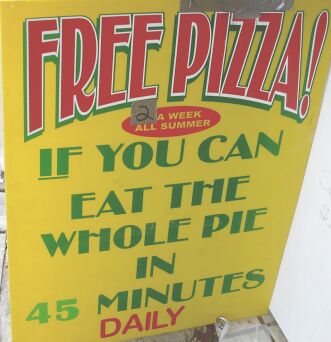 FREE PIZZA!
2 A WEEK
ALL SUMMER
IF YOU CAN
EAT THE
WHOLE PIE
IN
45 MINUTES
DAILY